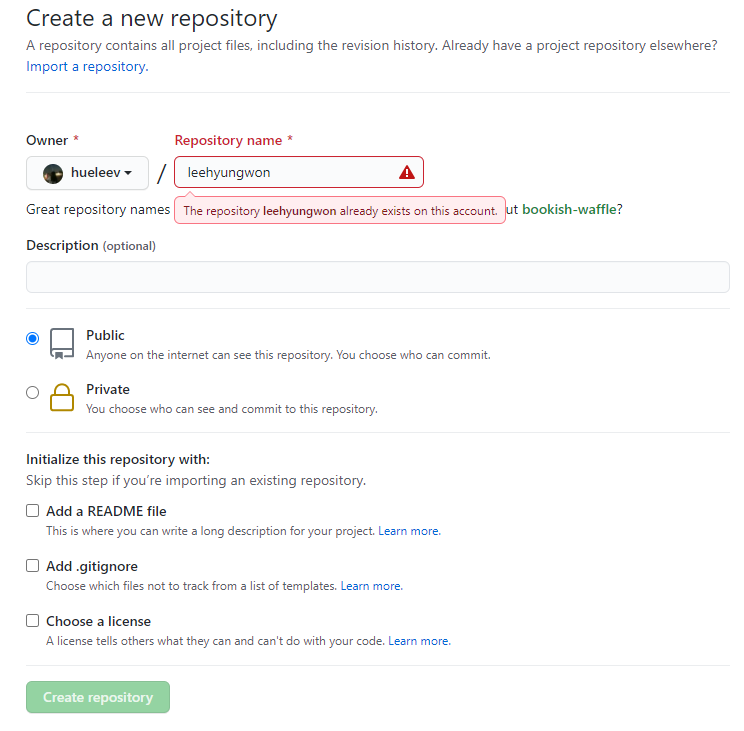 Create a new repository
A repository contains all project files, including the revision history. Already have a project repository elsewhere?
Import a repository.
Owner * Repository name *
hueleev / leehyungwon
Great repository names The repository leehyungwon already exists on this account. ut bookish-waffle?
Description (optional)
Public
Anyone on the internet can see this repository. You choose who can commit.
Private
You choose who can see and commit to this repository.
Initialize this repository with:
Skip this step if you're importing an existing repository.
Add a README file
This is where you can write a long description for your project. Learn more.
Add .gitignore
Choose which files not to track from a list of templates. Learn more.
Choose a license
A license tells others what they can and can't do with your code. Learn more.
Create repository